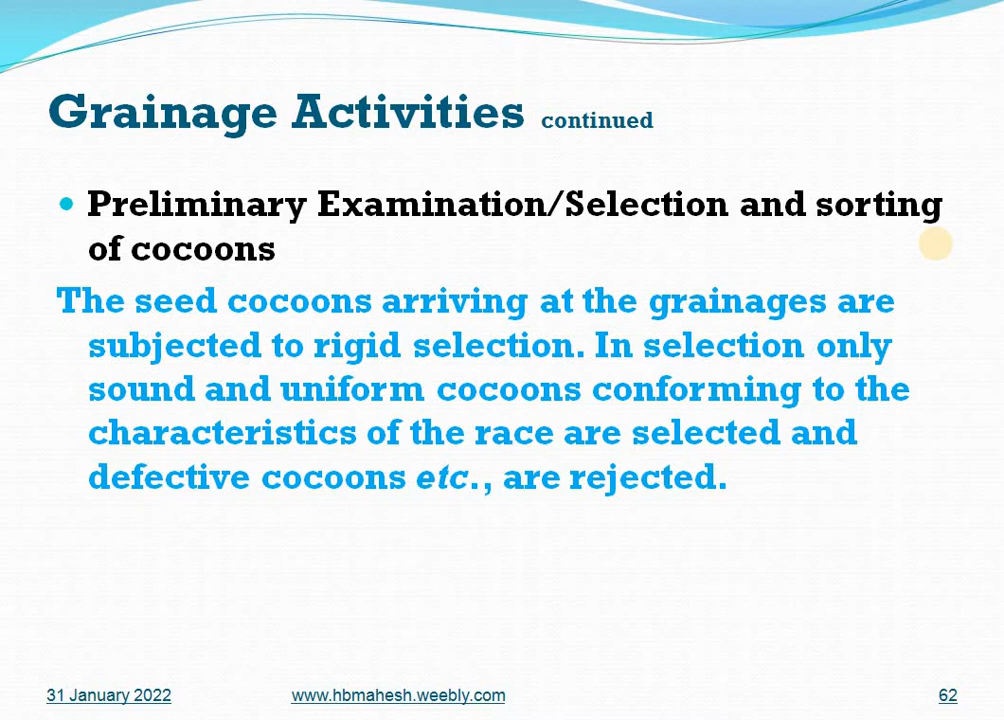 Grainage Activities continued
• Preliminary Examination/Selection and sorting
of cocoons
The seed cocoons arriving at the grainages are
subjected to rigid selection. In selection only
sound and uniform cocoons conforming to the
characteristics of the race are selected and
defective cocoons etc., are rejected.
31 January 2022 www.hbmahesh.weebly.com 62